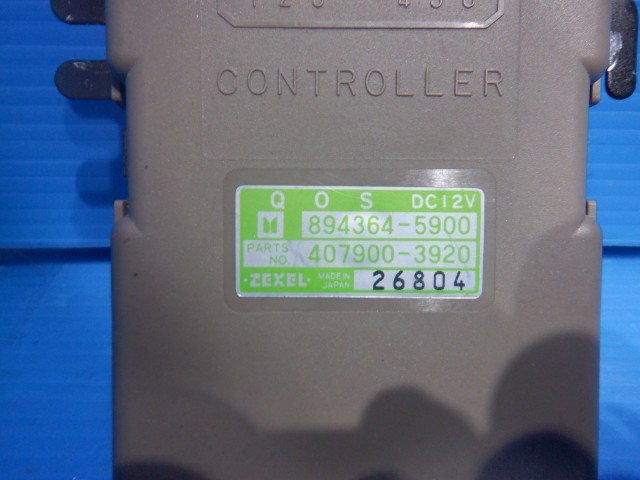 CONTROLLER
Q O S DC12V
894364-5900
PARTS NO. 407900-3920
·ZEXEL· MADE IN JAPAN 26804